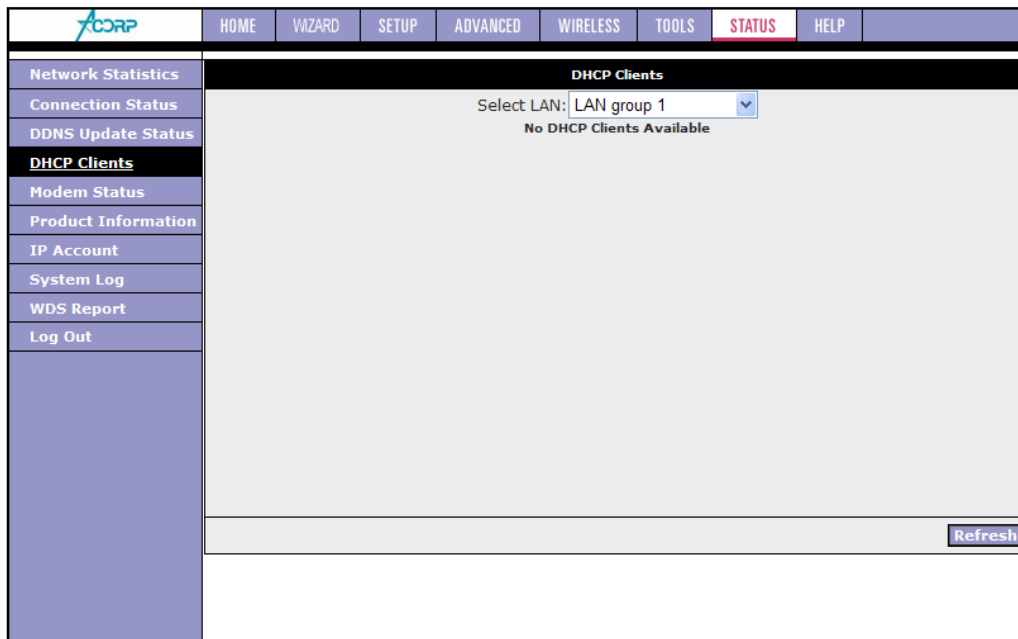 ACORP
HOME WIZARD SETUP ADVANCED WIRELESS TOOLS STATUS HELP
Network Statistics
Connection Status
DDNS Update Status
DHCP Clients
Modem Status
Product Information
IP Account
System Log
WDS Report
Log Out
DHCP Clients
Select LAN: LAN group 1
No DHCP Clients Available
Refresh